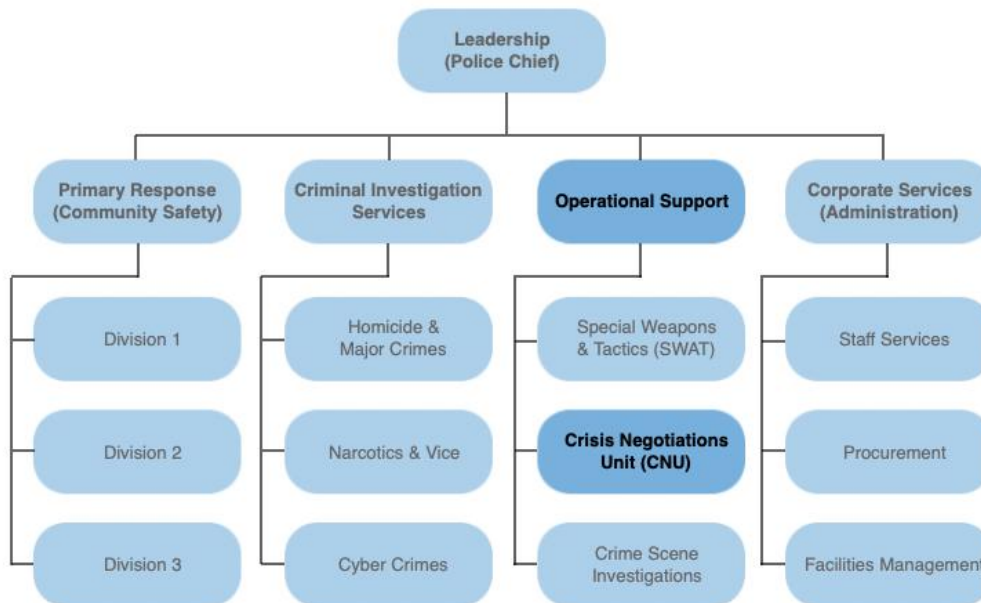 Leadership
(Police Chief)
Primary Response
(Community Safety)
Criminal Investigation
Services
Operational Support
Corporate Services
(Administration)
Division 1
Homicide &
Major Crimes
Special Weapons
& Tactics (SWAT)
Staff Services
Division 2
Narcotics & Vice
Crisis Negotiations
Unit (CNU)
Procurement
Division 3
Cyber Crimes
Crime Scene
Investigations
Facilities Management